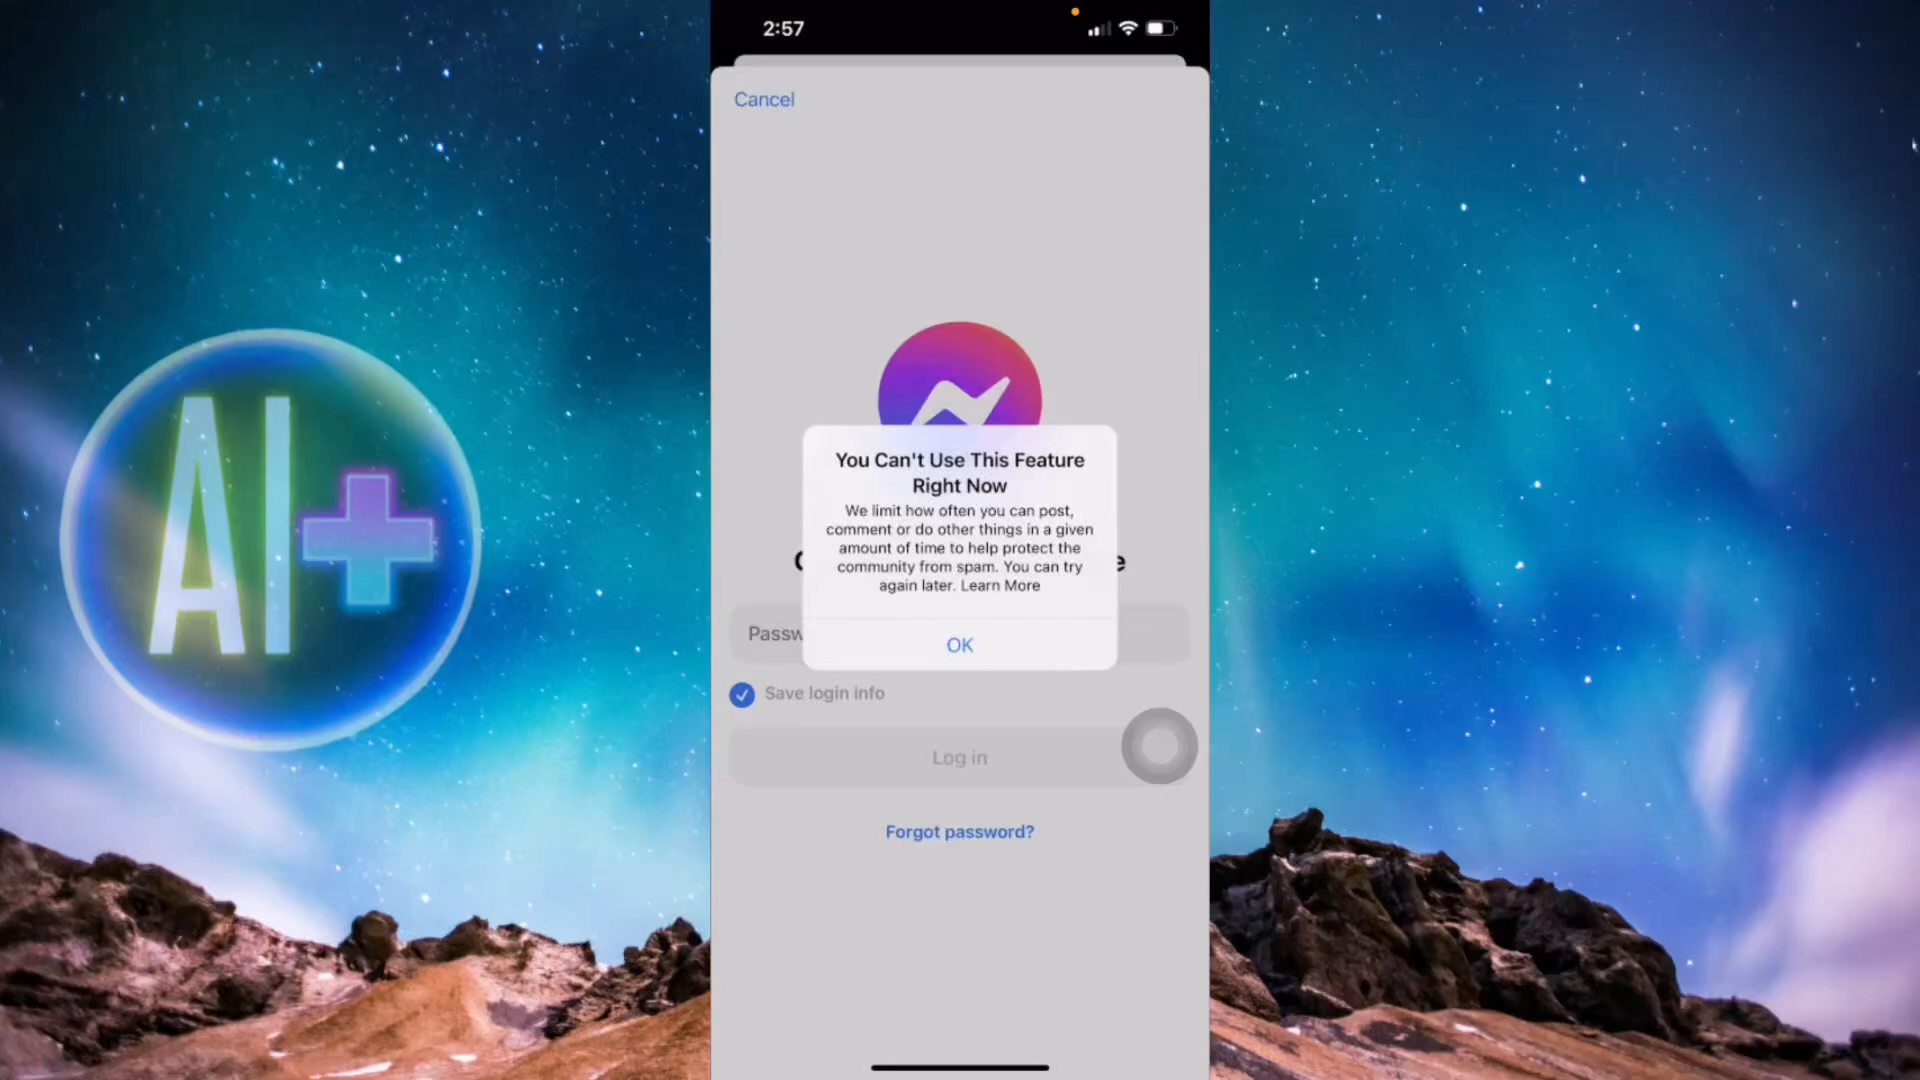 2:57
Cancel
AI+
You Can't Use This Feature
Right Now
We limit how often you can post,
comment or do other things in a given
amount of time to help protect the
community from spam. You can try
again later. Learn More
OK
Save login info
Log in
Forgot password?